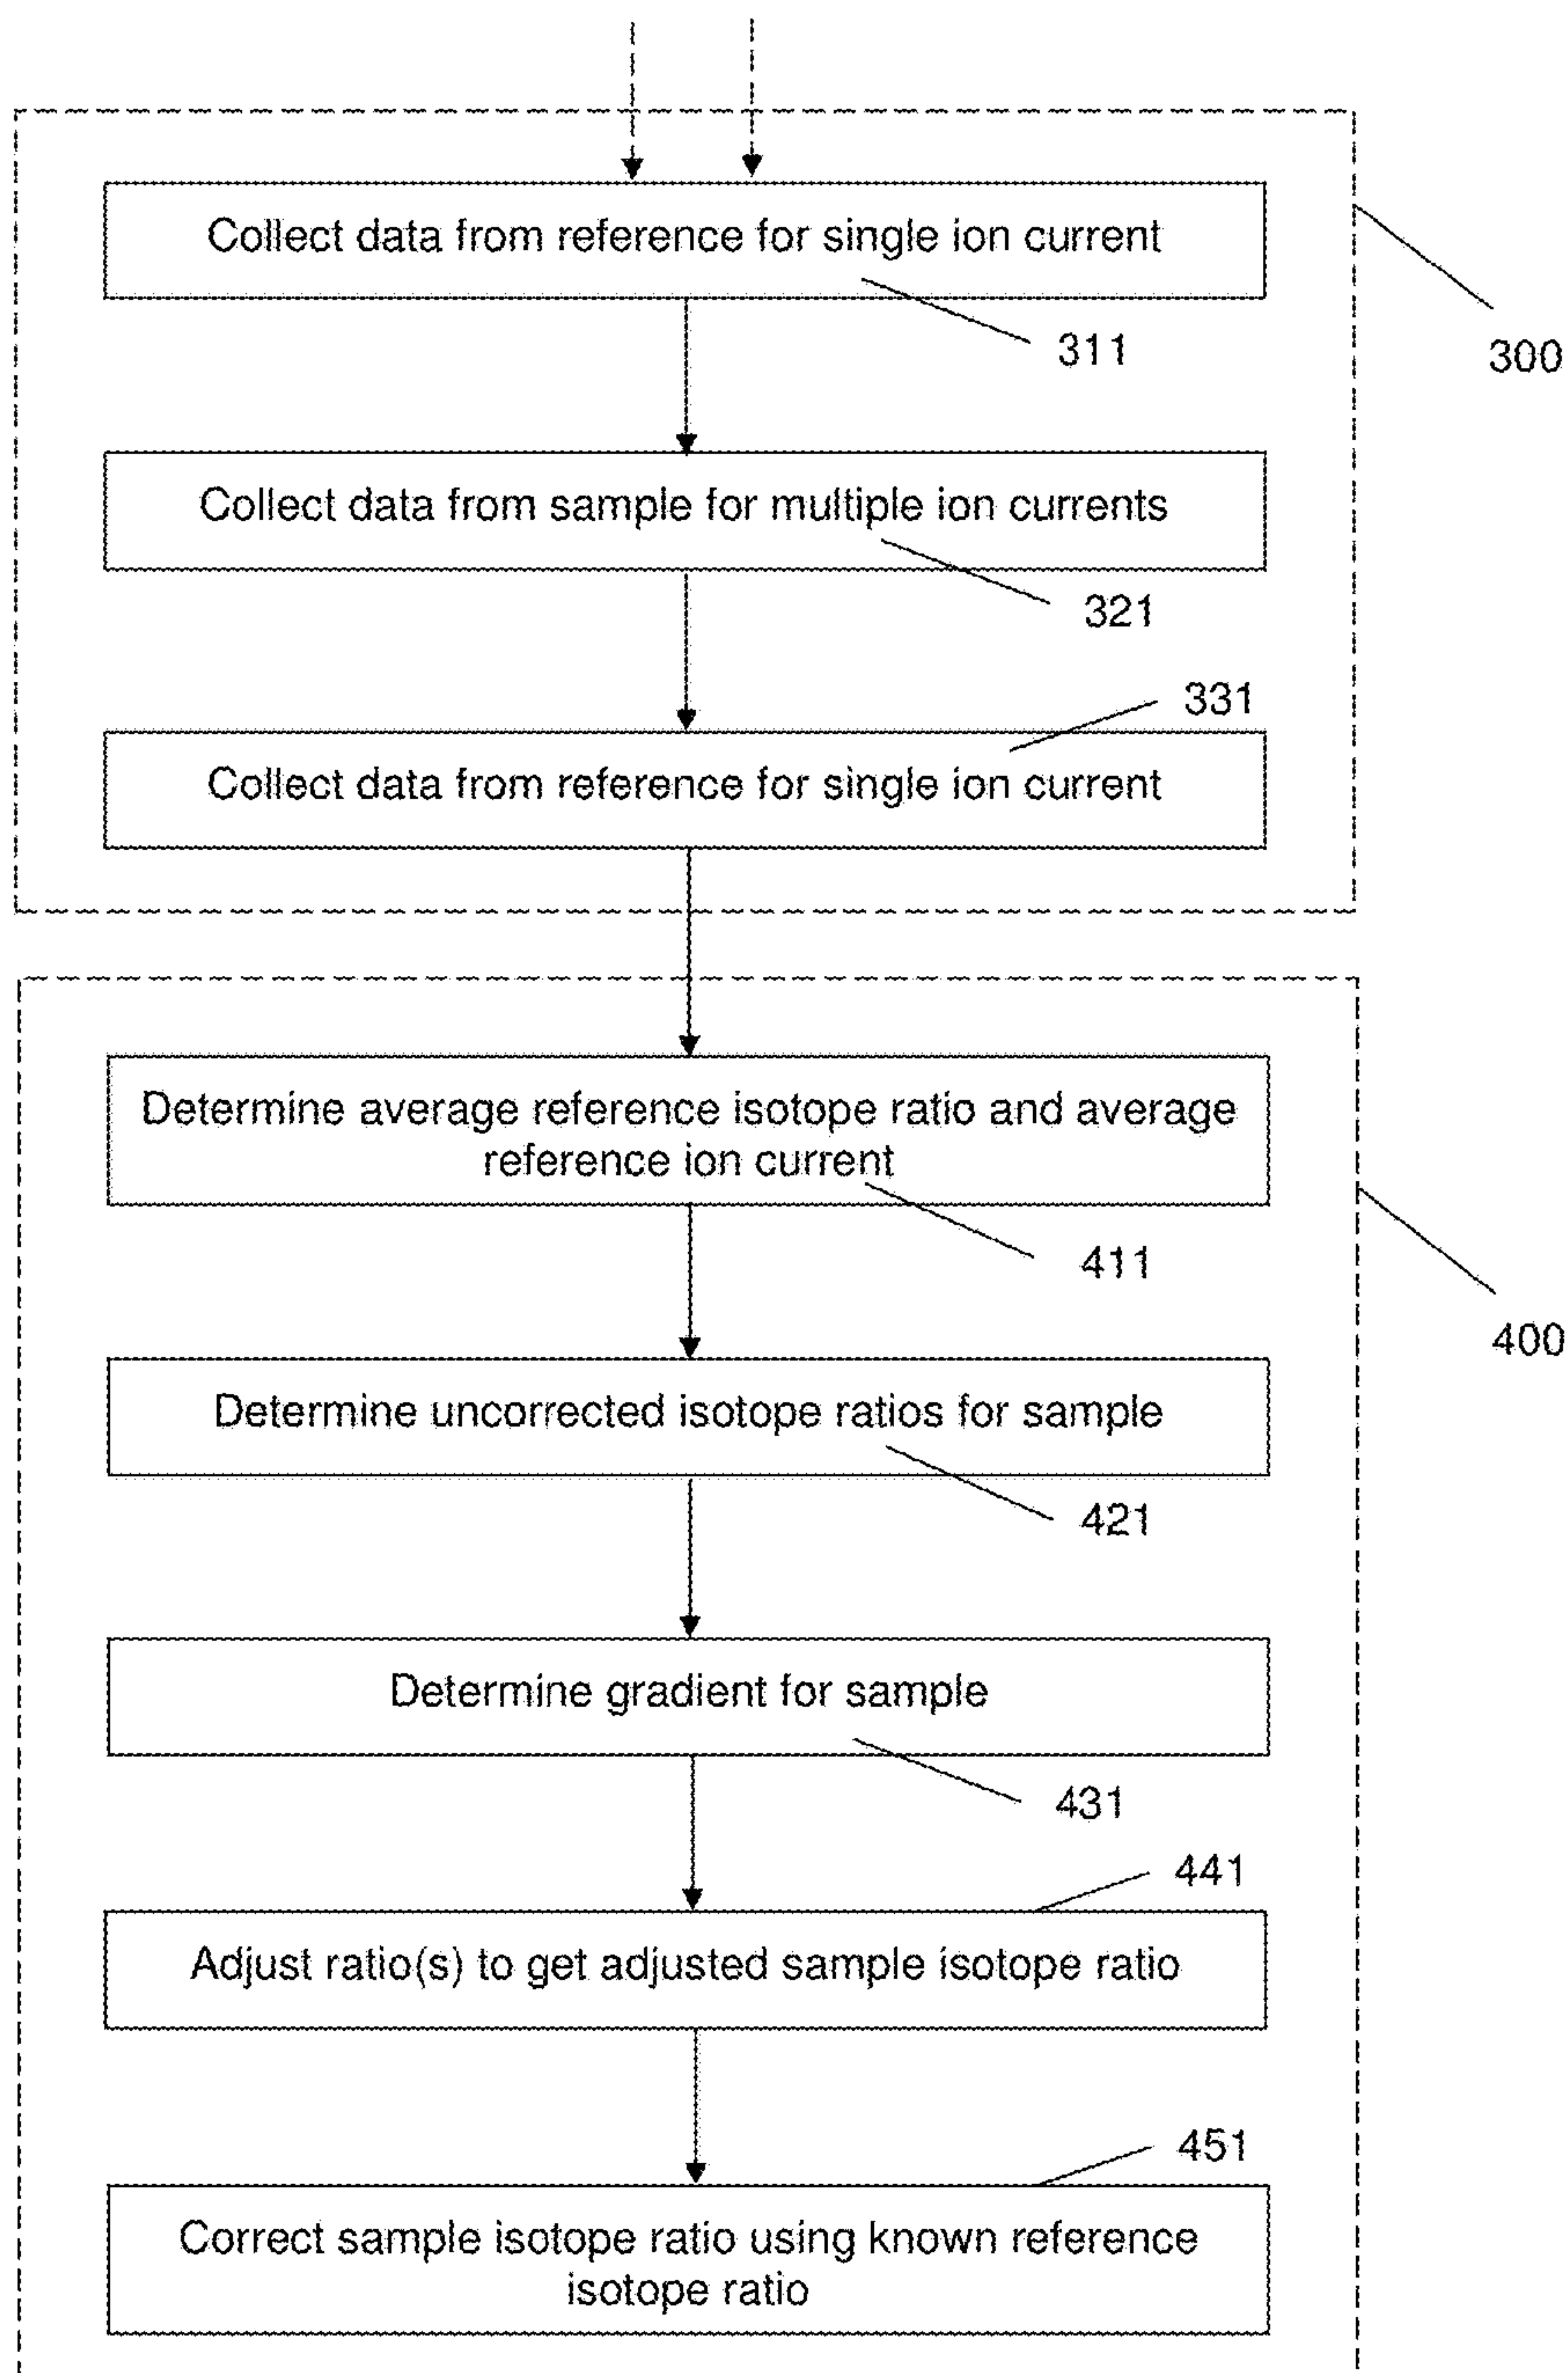 Collect data from reference for single ion current
311
300
Collect data from sample for multiple ion currents
321
331
Collect data from reference for single ion current
Determine average reference isotope ratio and average
reference ion current
411
400
Determine uncorrected isotope ratios for sample
421
Determine gradient for sample
431
441
Adjust ratio(s) to get adjusted sample isotope ratio
451
Correct sample isotope ratio using known reference
isotope ratio